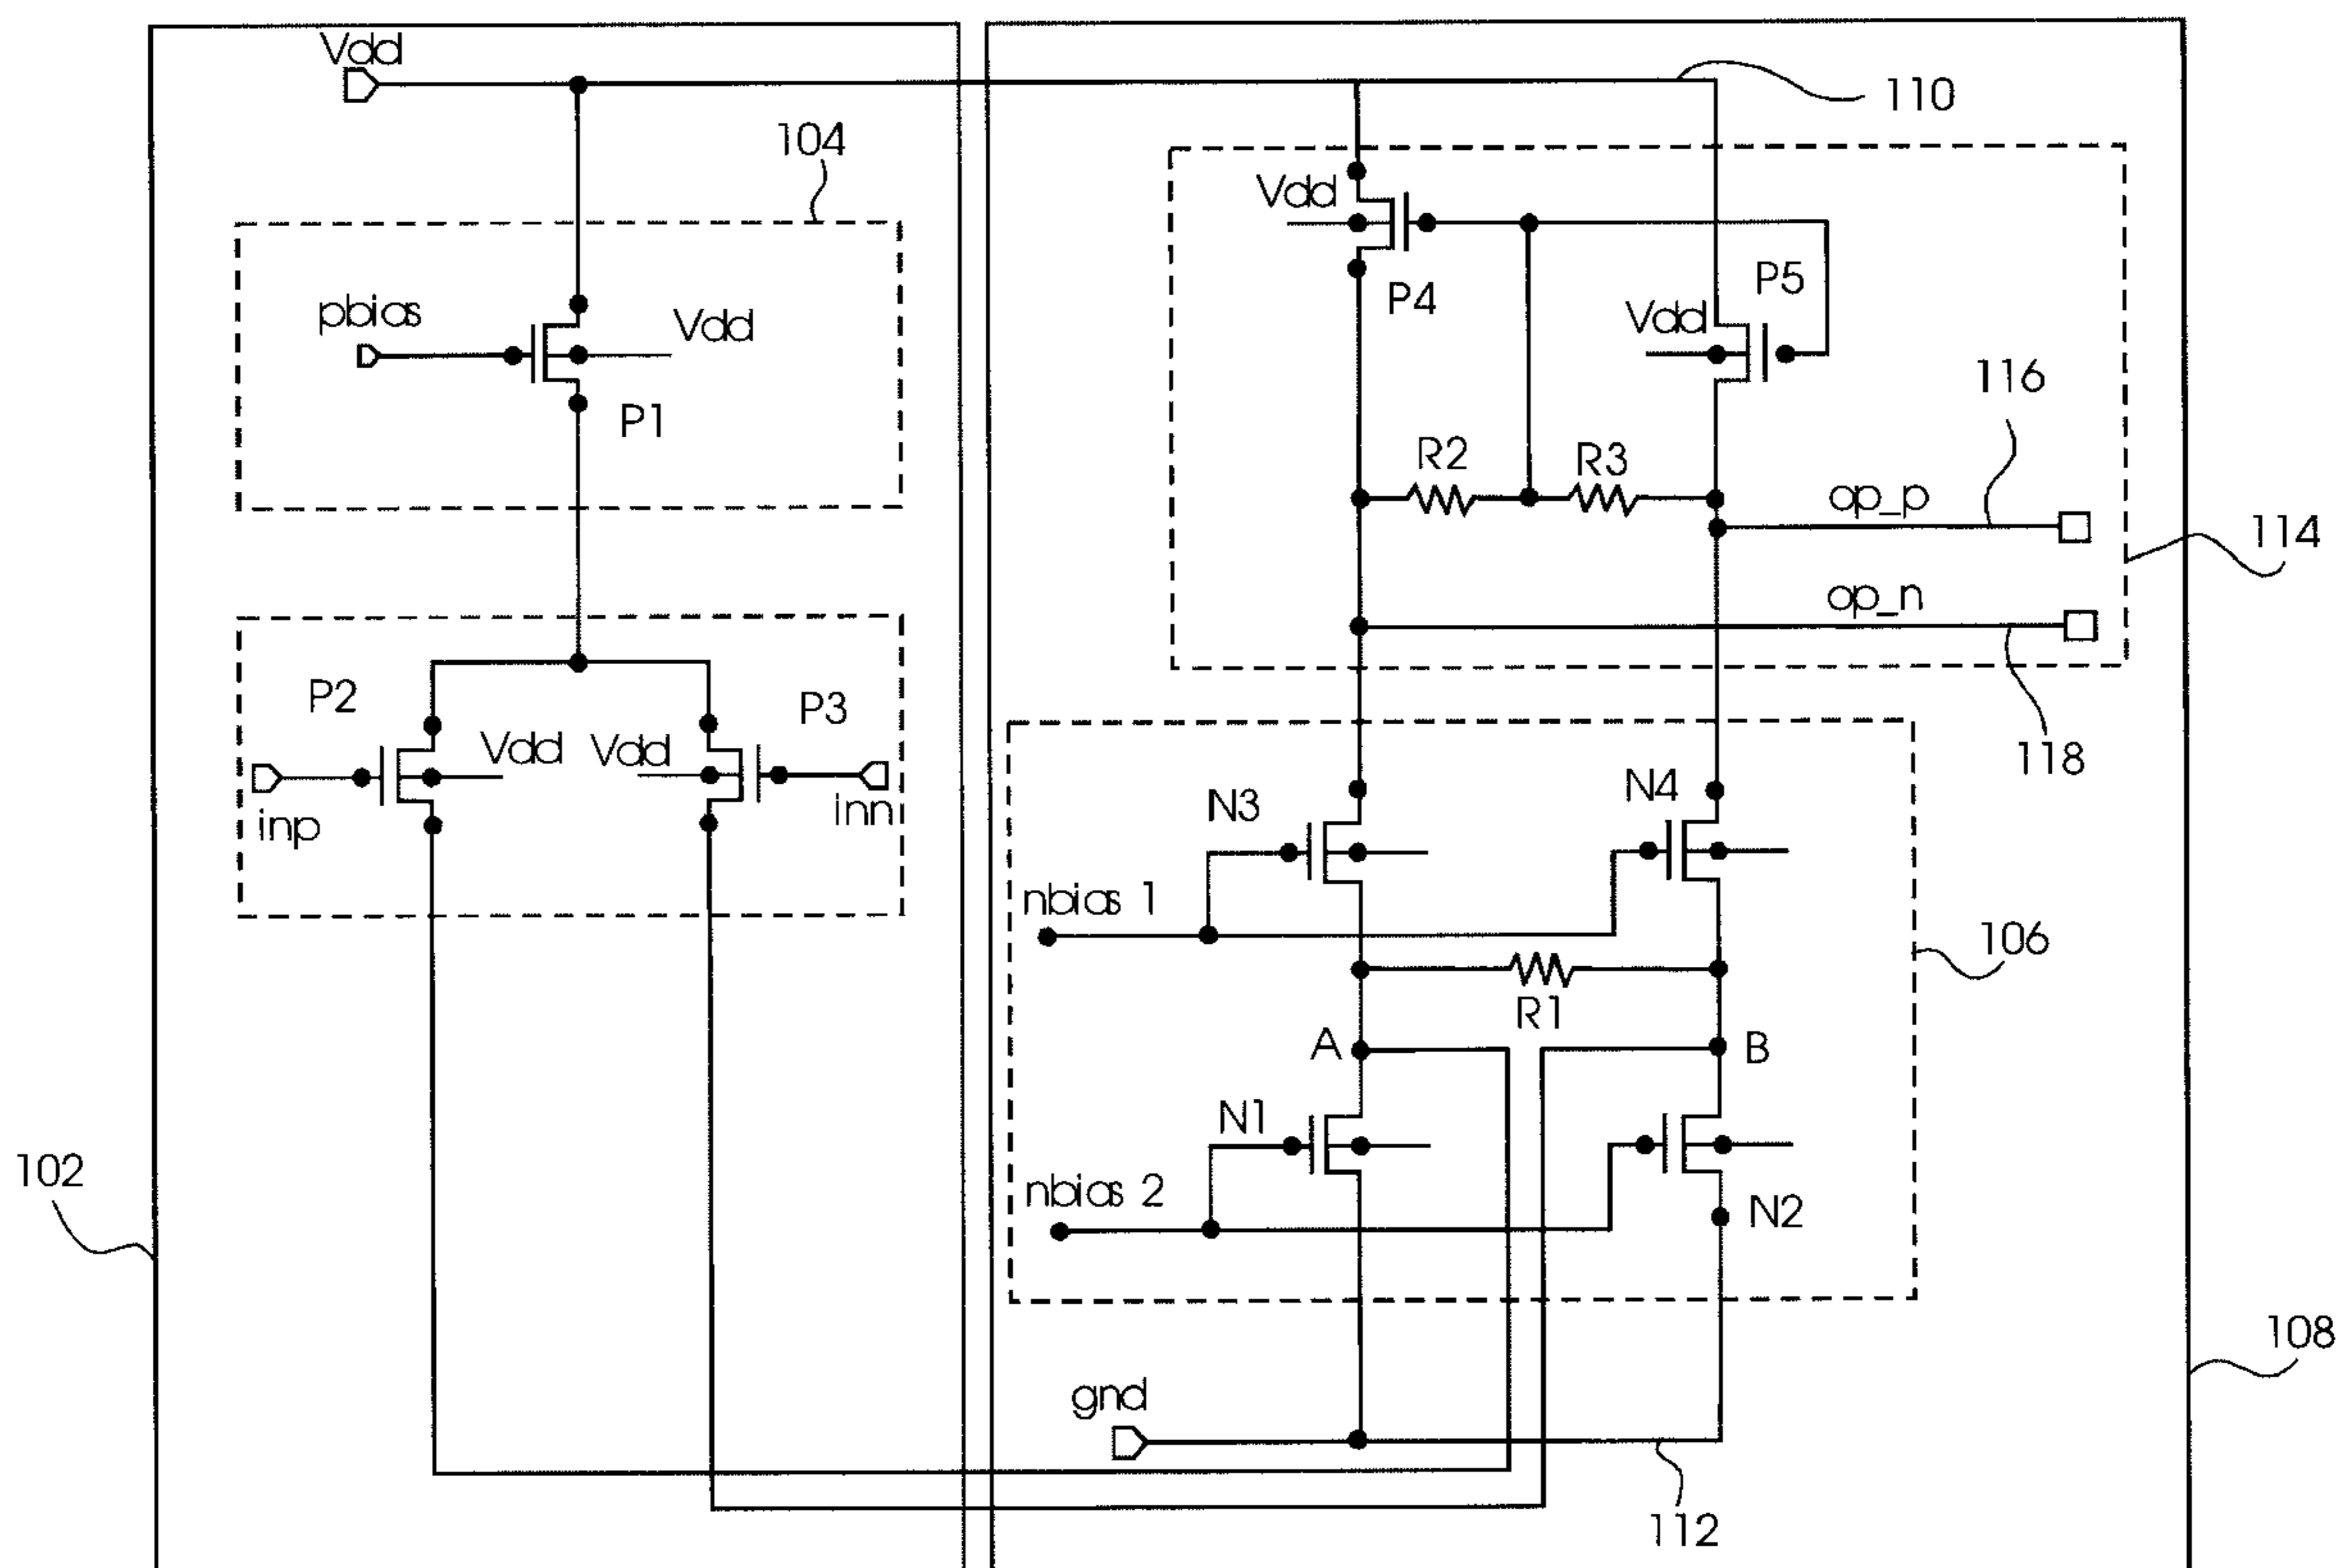 Vdd
110
104
Vdd
pbias
Vdd
P1
P4
P5
Vdd
116
R2
R3
op_p
114
op_n
P2
P3
Vdd
Vdd
inp
inn
118
N3
N4
nbias 1
106
R1
A
B
N1
nbias 2
N2
102
108
gnd
112